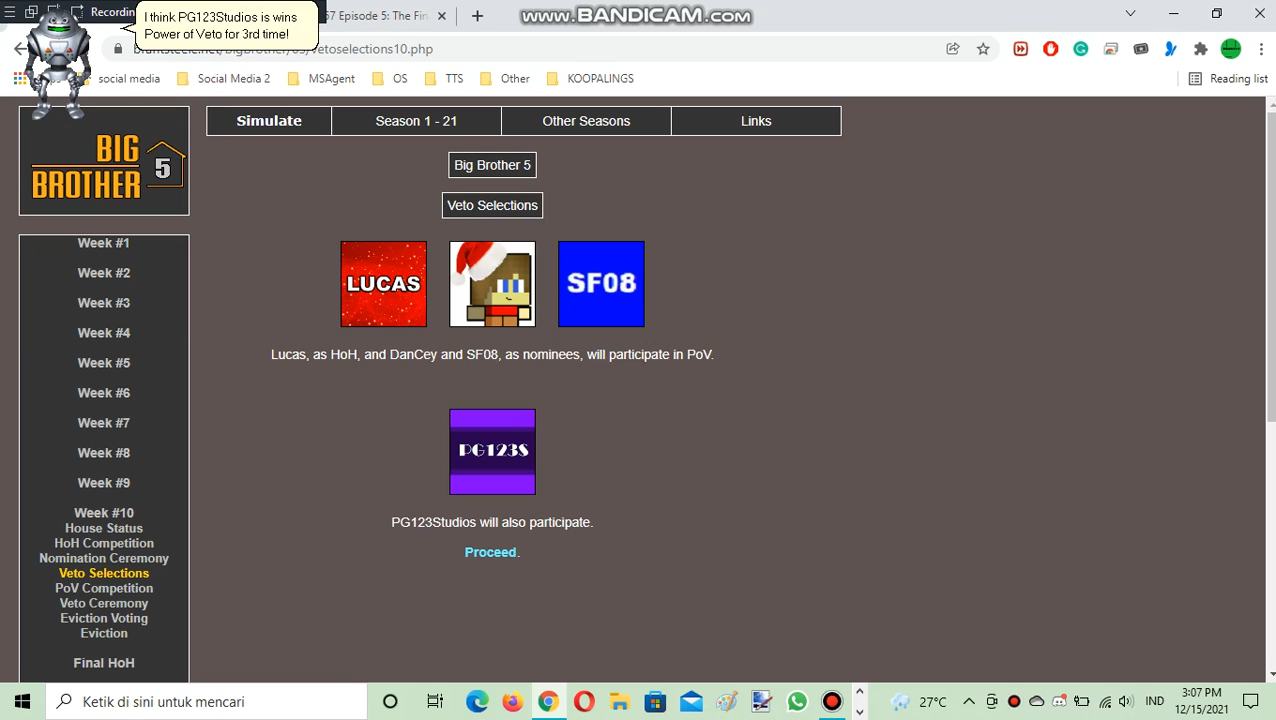 Recordin
I think PG123Studios is wins
Power of Veto for 3rd time!
67 Episode 5: The Fin
www.BANDICAM.com
vetoselections10.php
social media
Social Media 2
MSAgent
OS
TTS
Other
KOOPALINGS
Reading list
BIG
BROTHER
5
Simulate
Season 1 - 21
Other Seasons
Links
Big Brother 5
Veto Selections
LUCAS
SF08
Lucas, as HoH, and DanCey and SF08, as nominees, will participate in PoV.
PG123S
PG123Studios will also participate.
Proceed.
Week #1
Week #2
Week #3
Week #4
Week #5
Week #6
Week #7
Week #8
Week #9
Week #10
House Status
HoH Competition
Nomination Ceremony
Veto Selections
PoV Competition
Veto Ceremony
Eviction Voting
Eviction
Final HoH
Ketik di sini untuk mencari
27°C
IND
3:07 PM
12/15/2021